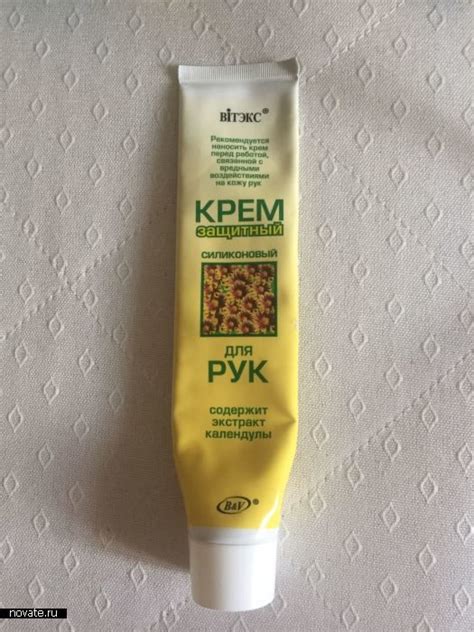 вiтэкс®
Рекомендуется
наносить крем
перед работой,
связанной с
вредными
воздействиями
на кожу рук
КРЕМ
защитный
силиконовый
для
РУК
содержит
экстракт
календулы
B&V®
novate.ru